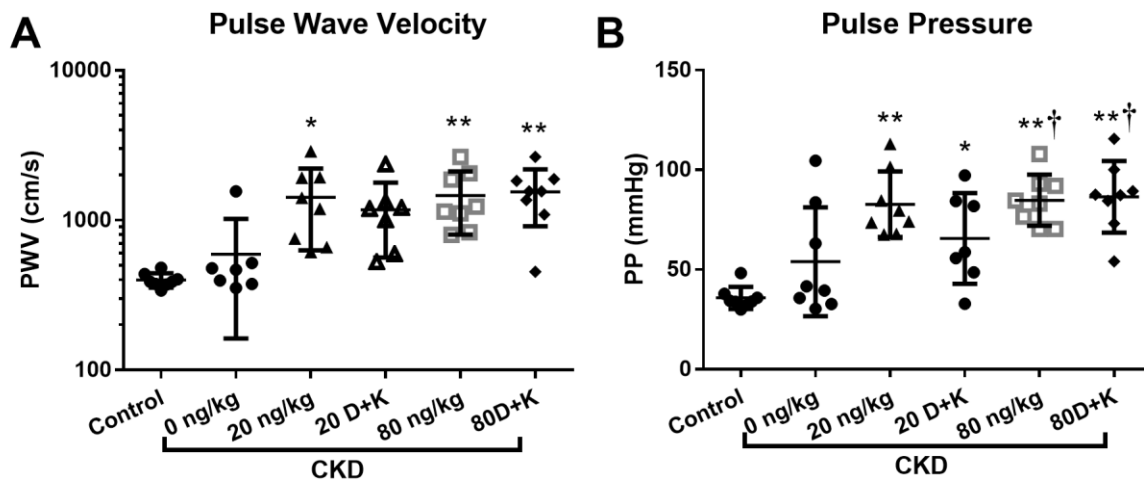 A
Pulse Wave Velocity
PWV (cm/s)
10000
1000
100
*
**
**
Control
0 ng/kg
20 ng/kg
20 D+K
80 ng/kg
80D+K
CKD
B
Pulse Pressure
PP (mmHg)
150
100
50
0
**
*
**†
**†
Control
0 ng/kg
20 ng/kg
20 D+K
80 ng/kg
80D+K
CKD